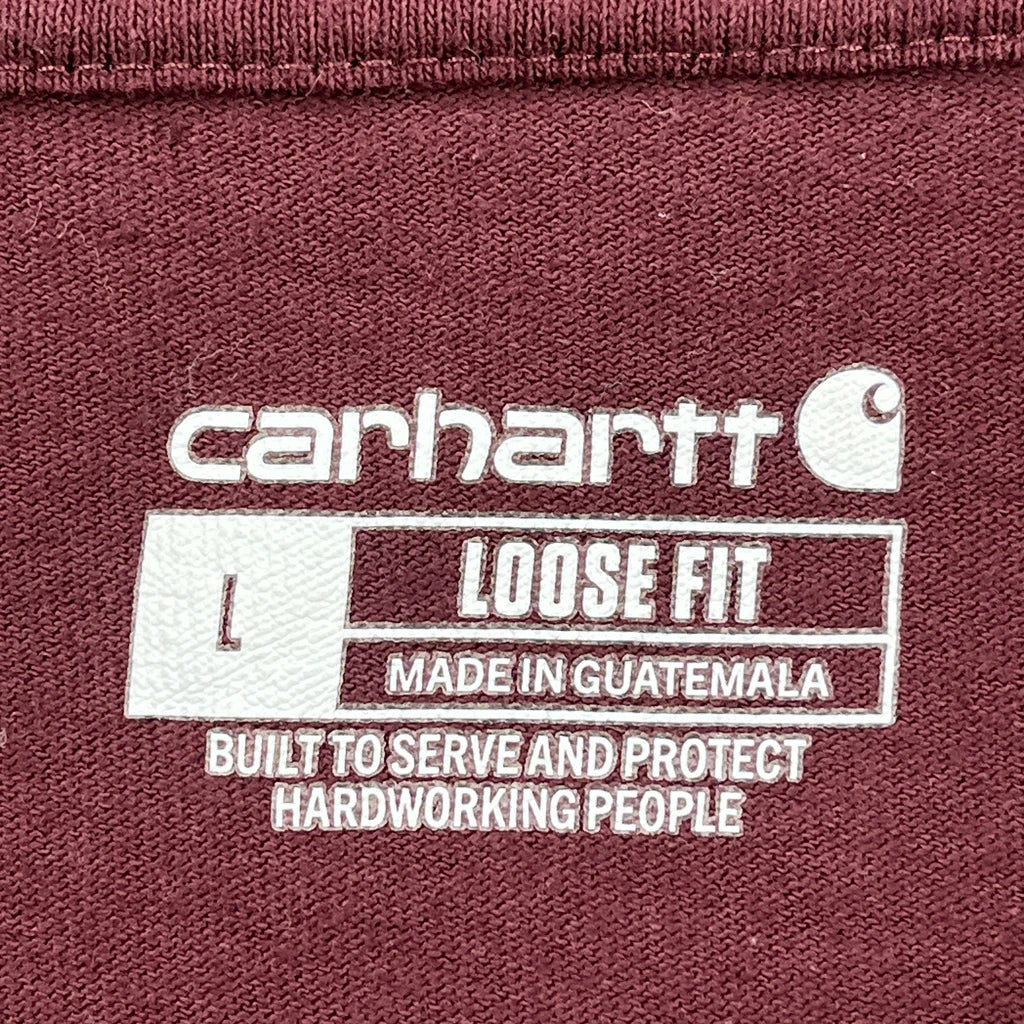 carhartt
L
LOOSE FIT
MADE IN GUATEMALA
BUILT TO SERVE AND PROTECT
HARDWORKING PEOPLE